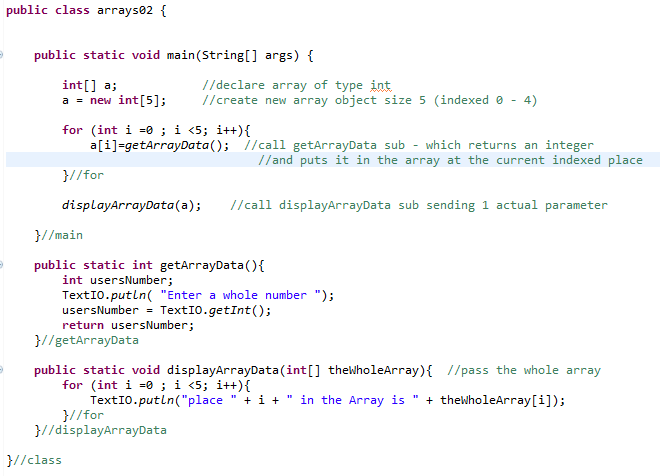 public class arrays02 {
public static void main(String[] args) {
int[] a; //declare array of type int
a = new int[5]; //create new array object size 5 (indexed 0 - 4)
for (int i =0 ; i <5; i++){
a[i]=getArrayData(); //call getArrayData sub - which returns an integer
//and puts it in the array at the current indexed place
}//for
displayArrayData(a); //call displayArrayData sub sending 1 actual parameter
}//main
public static int getArrayData(){
int usersNumber;
TextIO.putln( "Enter a whole number ");
usersNumber = TextIO.getInt();
return usersNumber;
}//getArrayData
public static void displayArrayData(int[] theWholeArray){ //pass the whole array
for (int i =0 ; i <5; i++){
TextIO.putln("place " + i + " in the Array is " + theWholeArray[i]);
}//for
}//displayArrayData
}//class